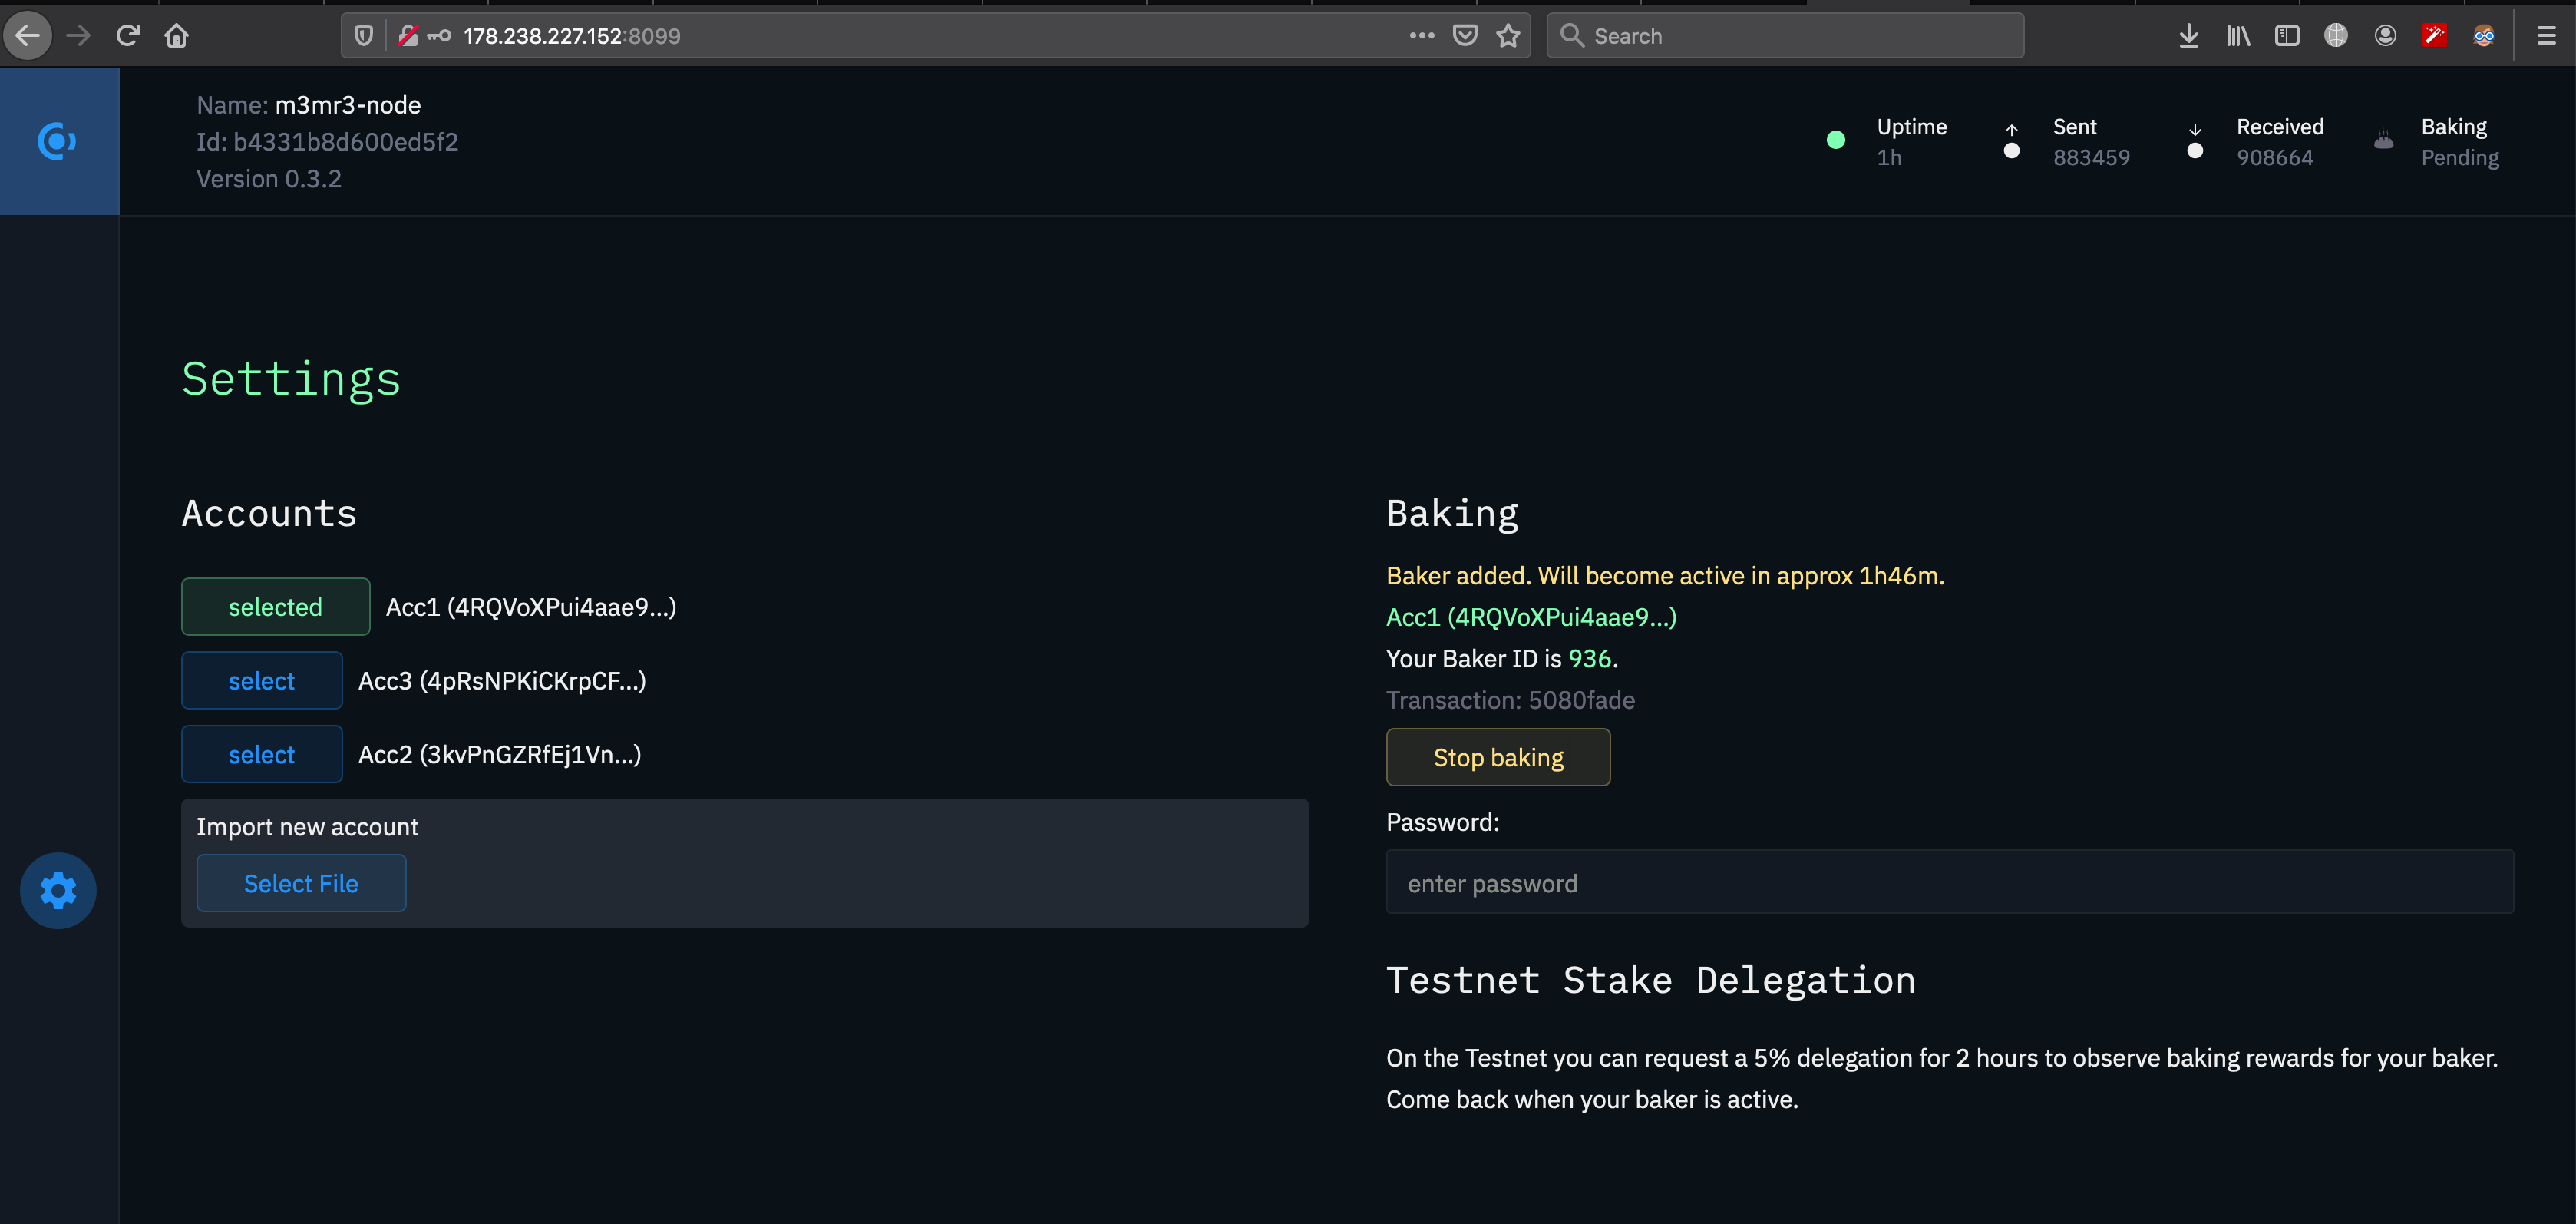 178.238.227.152:8099
Search
Name: m3mr3-node
Id: b4331b8d600ed5f2
Version 0.3.2
Uptime
1h
Sent
883459
Received
908664
Baking
Pending
Settings
Accounts
selected Acc1 (4RQVoXPui4aae9...)
select Acc3 (4pRsNPKiCKrpCF...)
select Acc2 (3kvPnGZRfEj1Vn...)
Import new account
Select File
Baking
Baker added. Will become active in approx 1h46m.
Acc1 (4RQVoXPui4aae9...)
Your Baker ID is 936.
Transaction: 5080fade
Stop baking
Password:
enter password
Testnet Stake Delegation
On the Testnet you can request a 5% delegation for 2 hours to observe baking rewards for your baker.
Come back when your baker is active.